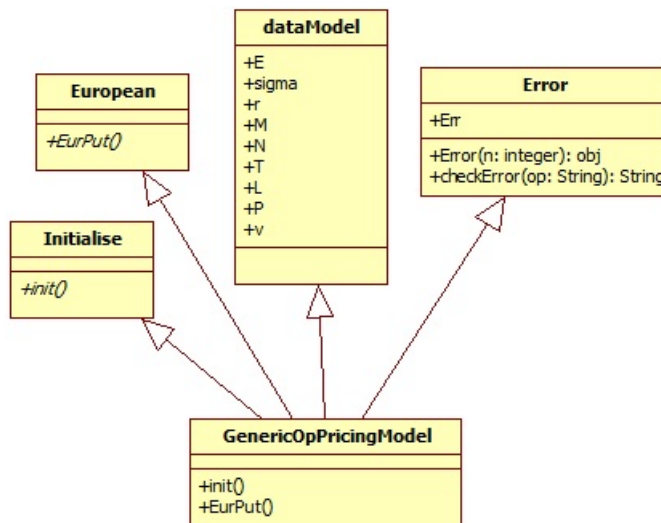 dataModel
+E
+sigma
+r
+M
+N
+T
+L
+P
+v
European
+EurPut()
Error
+Err
+Error(n: integer): obj
+checkError(op: String): String
Initialise
+init()
GenericOpPricingModel
+init()
+EurPut()